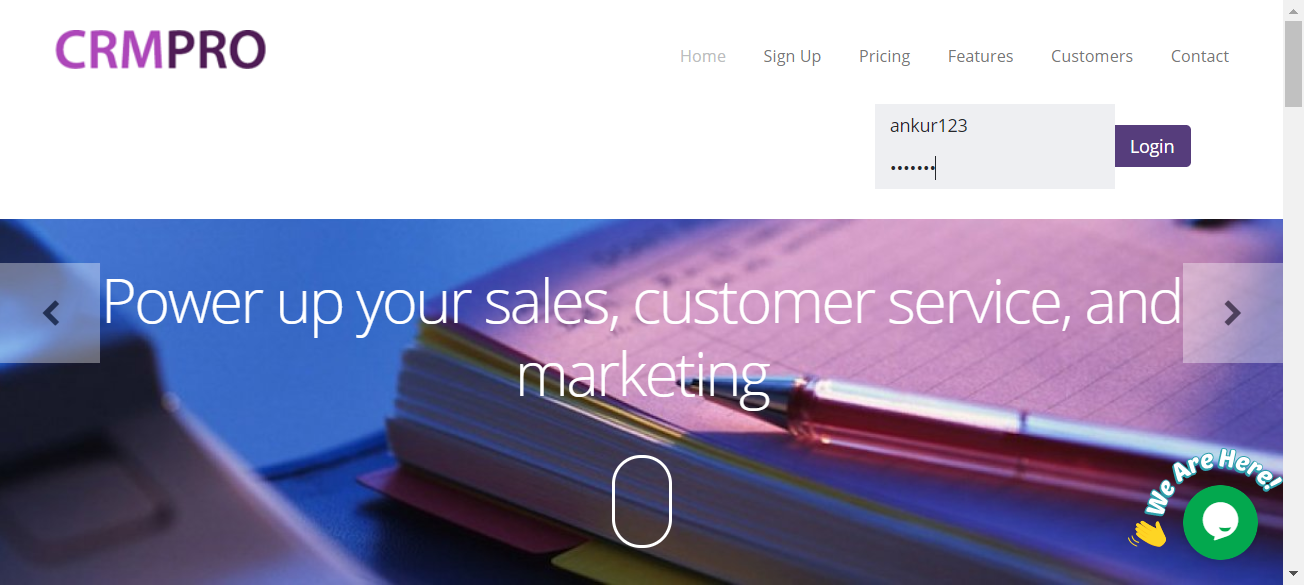 CRMPRO
Home Sign Up Pricing Features Customers Contact
ankur123
•••••••
Login
Power up your sales, customer service, and
marketing
We Are Here!